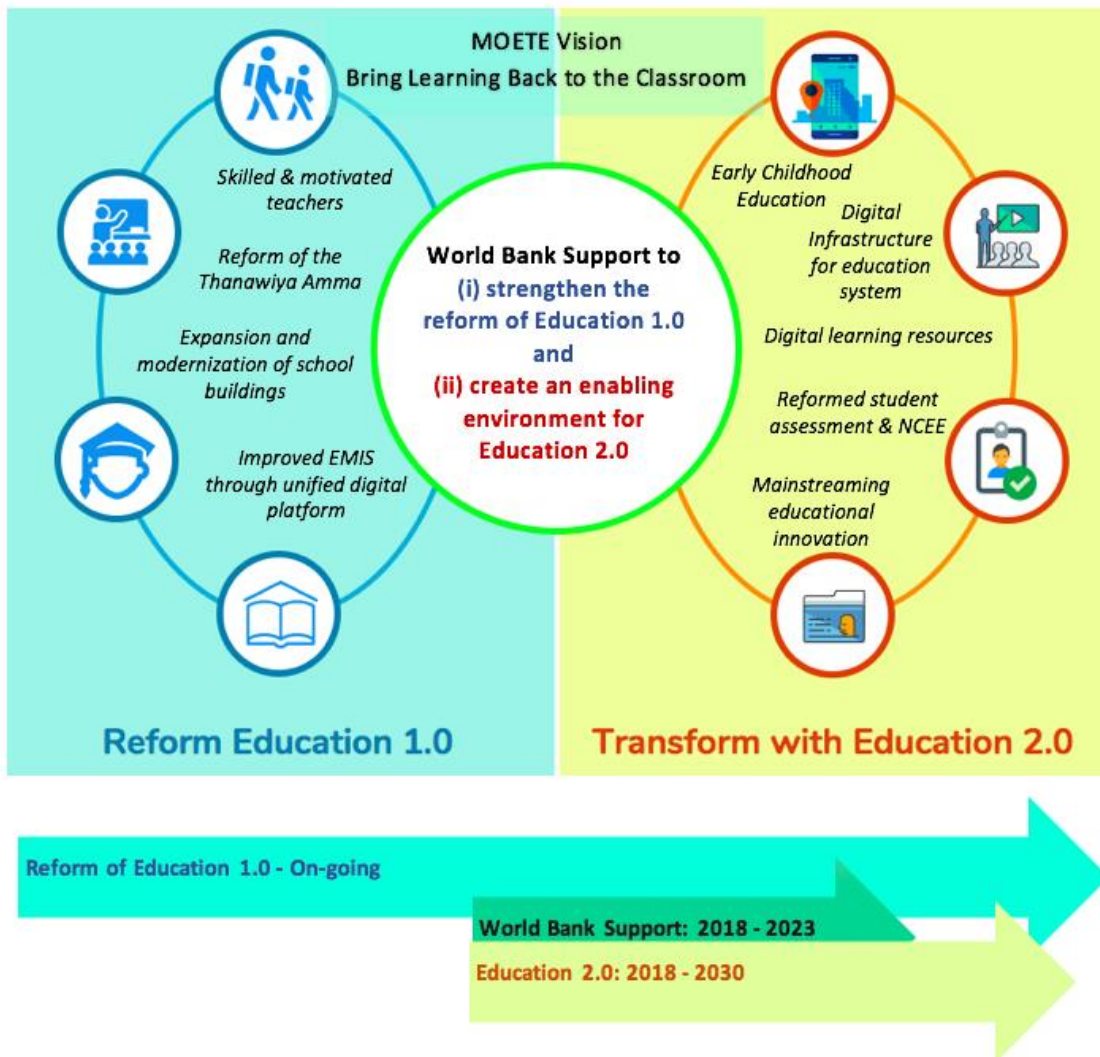 MOETE Vision
Bring Learning Back to the Classroom
Skilled & motivated
teachers
Reform of the
Thanawiya Amma
Expansion and
modernization of school
buildings
Improved EMIS
through unified digital
platform
World Bank Support to
(i) strengthen the
reform of Education 1.0
and
(ii) create an enabling
environment for
Education 2.0
Early Childhood
Education
Digital
Infrastructure
for education
system
Digital learning resources
Reformed student
assessment & NCEE
Mainstreaming
educational
innovation
Reform Education 1.0
Transform with Education 2.0
Reform of Education 1.0 - On-going
World Bank Support: 2018 - 2023
Education 2.0: 2018 - 2030